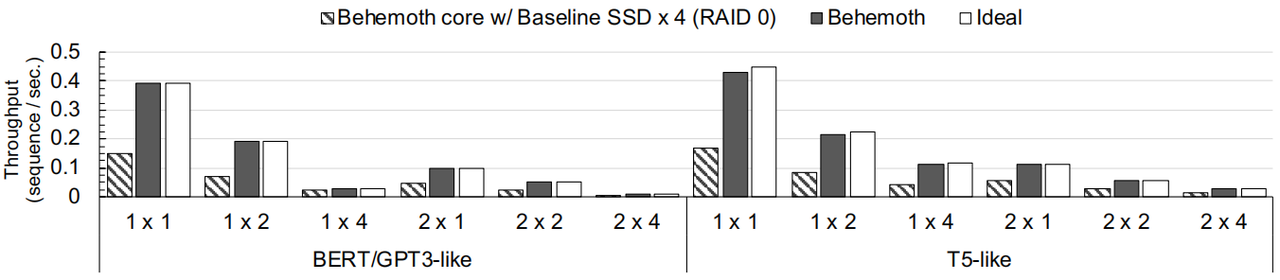 Behemoth core w/ Baseline SSD x 4 (RAID 0) Behemoth Ideal
Throughput
(sequence / sec.)
0.5
0.4
0.3
0.2
0.1
0
1 x 1 1 x 2 1 x 4 2 x 1 2 x 2 2 x 4 1 x 1 1 x 2 1 x 4 2 x 1 2 x 2 2 x 4
BERT/GPT3-like T5-like